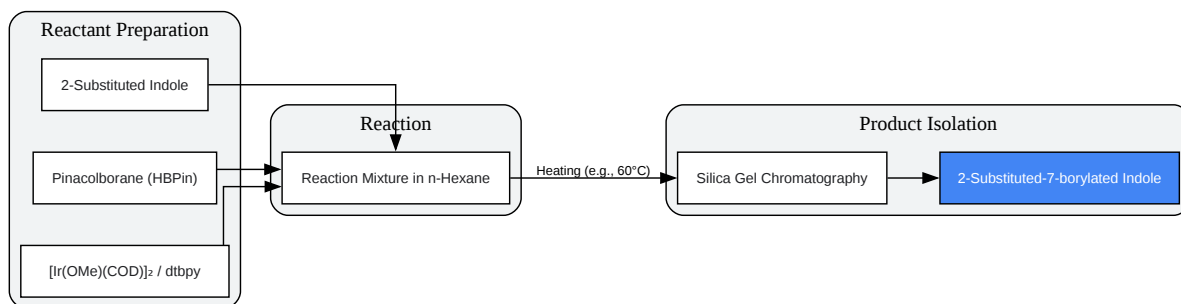 Reactant Preparation
2-Substituted Indole
Pinacolborane (HBPin)
[Ir(OMe)(COD)]₂ / dtbpy
Reaction
Reaction Mixture in n-Hexane
Heating (e.g., 60°C)
Product Isolation
Silica Gel Chromatography
2-Substituted-7-borylated Indole